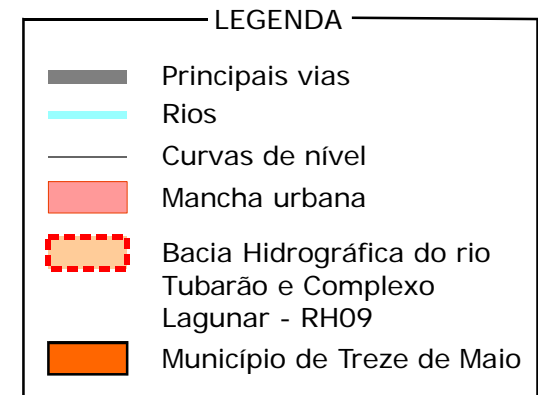 LEGENDA
Principais vias
Rios
Curvas de nível
Mancha urbana
Bacia Hidrográfica do rio
Tubarão e Complexo
Lagunar - RH09
Município de Treze de Maio